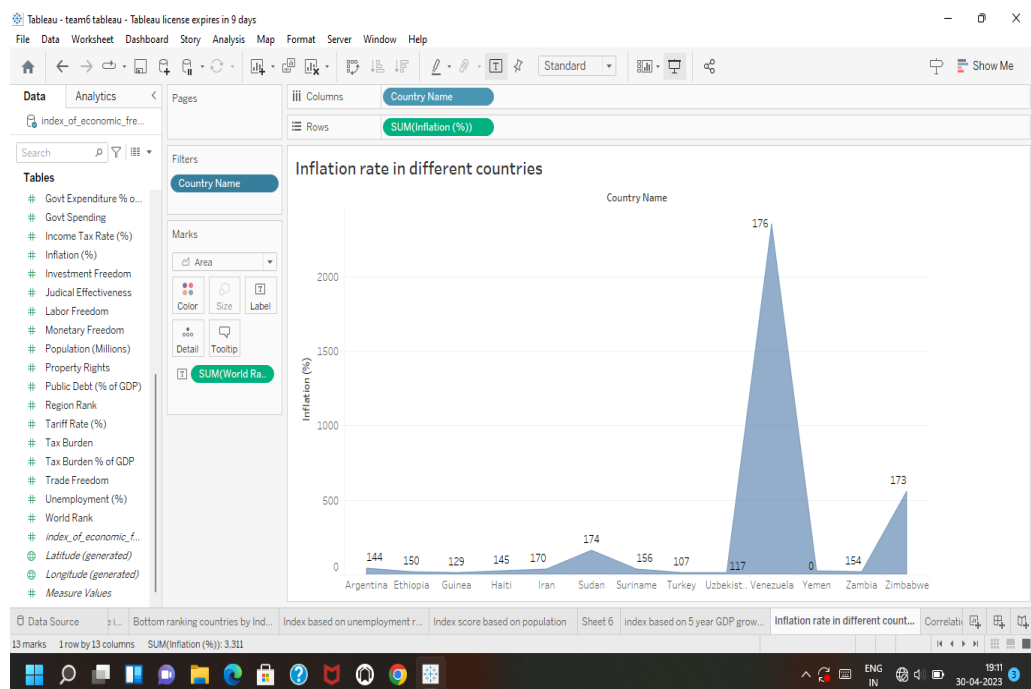 Tableau - team6 tableau - Tableau license expires in 9 days
File Data Worksheet Dashboard Story Analysis Map Format Server Window Help
Standard
Show Me
Data Analytics
index_of_economic_fre...
Search
Tables
Govt Expenditure % o...
Govt Spending
Income Tax Rate (%)
Inflation (%)
Investment Freedom
Judical Effectiveness
Labor Freedom
Monetary Freedom
Population (Millions)
Property Rights
Public Debt (% of GDP)
Region Rank
Tariff Rate (%)
Tax Burden
Tax Burden % of GDP
Trade Freedom
Unemployment (%)
World Rank
index_of_economic_f...
Latitude (generated)
Longitude (generated)
Measure Values
Pages
Filters
Country Name
Marks
Area
Color Size Label
Detail Tooltip
SUM(World Ra..
Columns Country Name
Rows SUM(Inflation (%))
Inflation rate in different countries
Country Name
Inflation (%)
2000
1500
1000
500
0
144 150 129 145 170 174 156 107 117 176 0 154 173
Argentina Ethiopia Guinea Haiti Iran Sudan Suriname Turkey Uzbekist.. Venezuela Yemen Zambia Zimbabwe
Data Source Bottom ranking countries by Ind... Index based on unemployment r... Index score based on population Sheet 6 index based on 5 year GDP grow... Inflation rate in different count... Correlati
13 marks 1 row by 13 columns SUM(Inflation (%)): 3,311
ENG
IN
19:11
30-04-2023
3